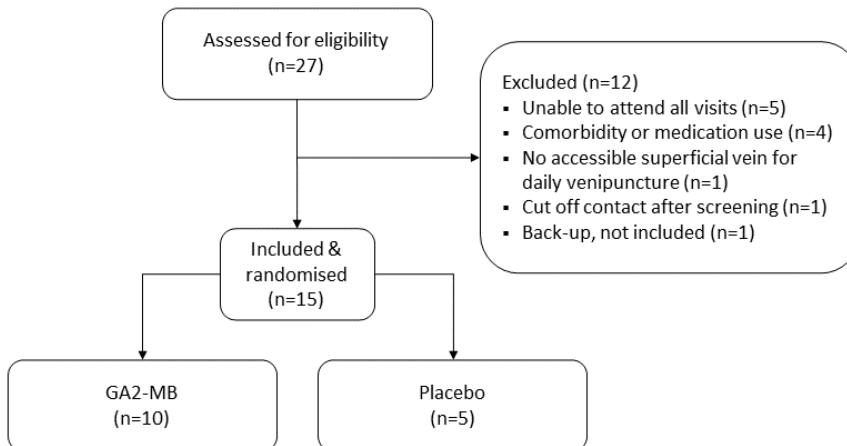 Assessed for eligibility
(n=27)
Excluded (n=12)
▪ Unable to attend all visits (n=5)
▪ Comorbidity or medication use (n=4)
▪ No accessible superficial vein for
daily venipuncture (n=1)
▪ Cut off contact after screening (n=1)
▪ Back-up, not included (n=1)
Included &
randomised
(n=15)
GA2-MB
(n=10)
Placebo
(n=5)